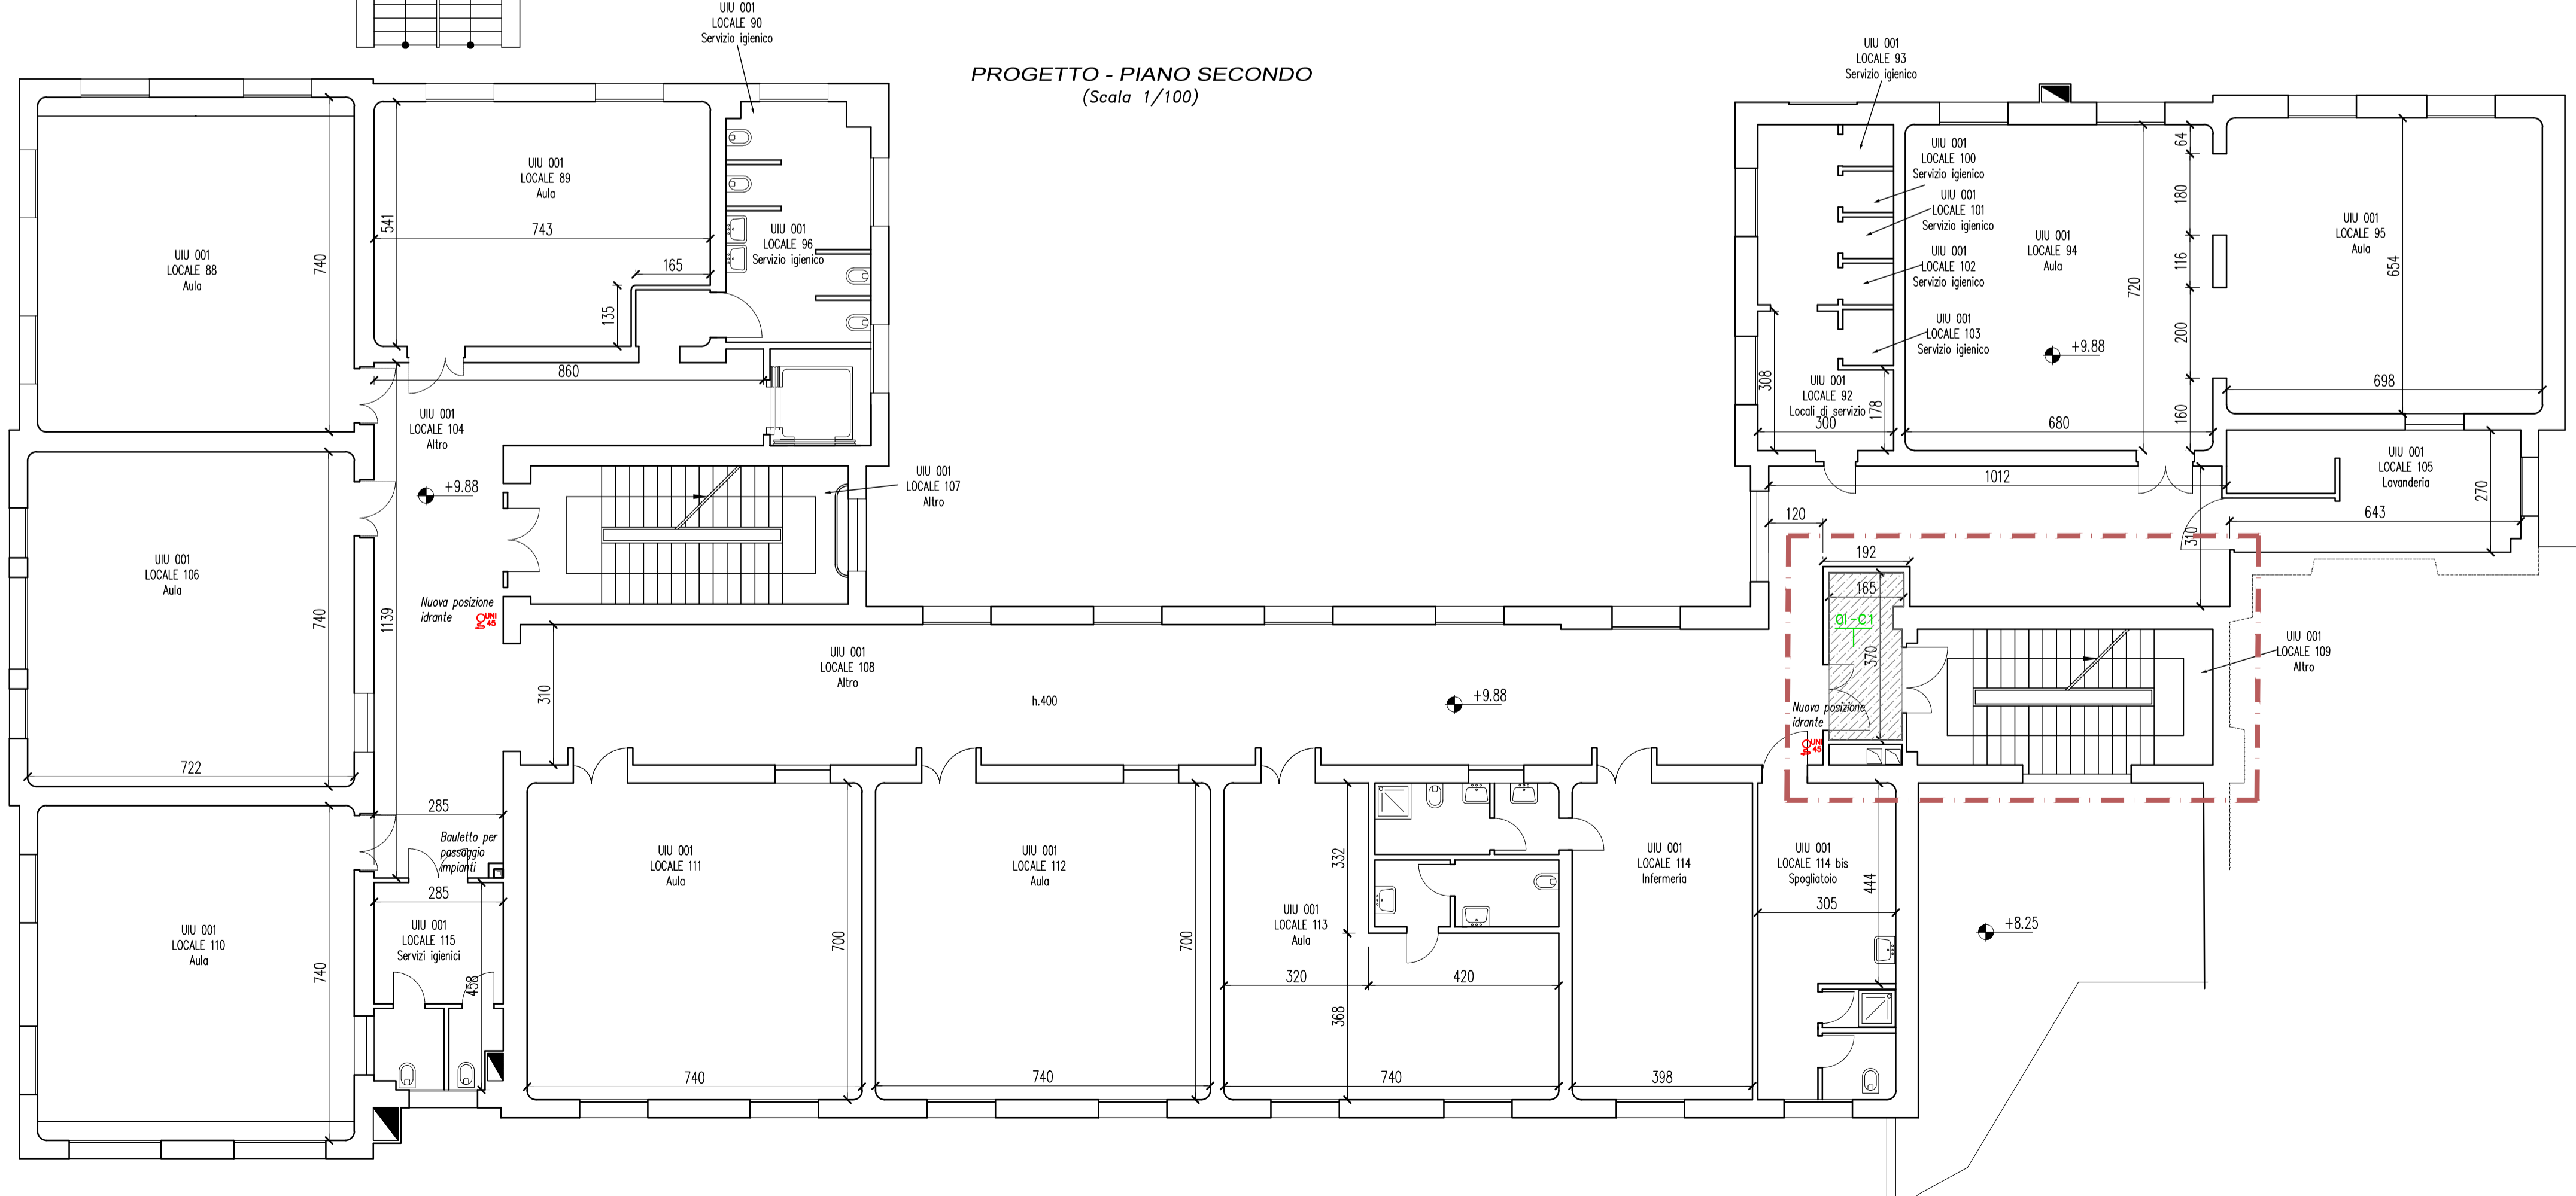 UIU 001
LOCALE 90
Servizio igienico
PROGETTO - PIANO SECONDO
(Scala 1/100)
UIU 001
LOCALE 93
Servizio igienico
UIU 001
LOCALE 88
Aula
740
UIU 001
LOCALE 89
Aula
541
743
165
135
UIU 001
LOCALE 96
Servizio igienico
UIU 001
LOCALE 100
Servizio igienico
UIU 001
LOCALE 101
Servizio igienico
UIU 001
LOCALE 102
Servizio igienico
UIU 001
LOCALE 103
Servizio igienico
UIU 001
LOCALE 92
Locali di servizio
308
178
300
UIU 001
LOCALE 94
Aula
+9.88
720
680
64
180
116
200
160
UIU 001
LOCALE 95
Aula
654
698
860
UIU 001
LOCALE 104
Altro
+9.88
UIU 001
LOCALE 107
Altro
1012
UIU 001
LOCALE 105
Lavanderia
270
643
310
120
192
165
QI-C1
370
UIU 001
LOCALE 106
Aula
740
722
1139
Nuova posizione
idrante
UNI
45
310
UIU 001
LOCALE 108
Altro
h.400
+9.88
Nuova posizione
idrante
UNI
45
UIU 001
LOCALE 109
Altro
285
Bauletto per
passaggio
impianti
285
UIU 001
LOCALE 115
Servizi igienici
458
UIU 001
LOCALE 110
Aula
740
UIU 001
LOCALE 111
Aula
700
740
UIU 001
LOCALE 112
Aula
700
740
UIU 001
LOCALE 113
Aula
332
320
420
368
740
UIU 001
LOCALE 114
Infermeria
398
UIU 001
LOCALE 114 bis
Spogliatoio
444
305
+8.25